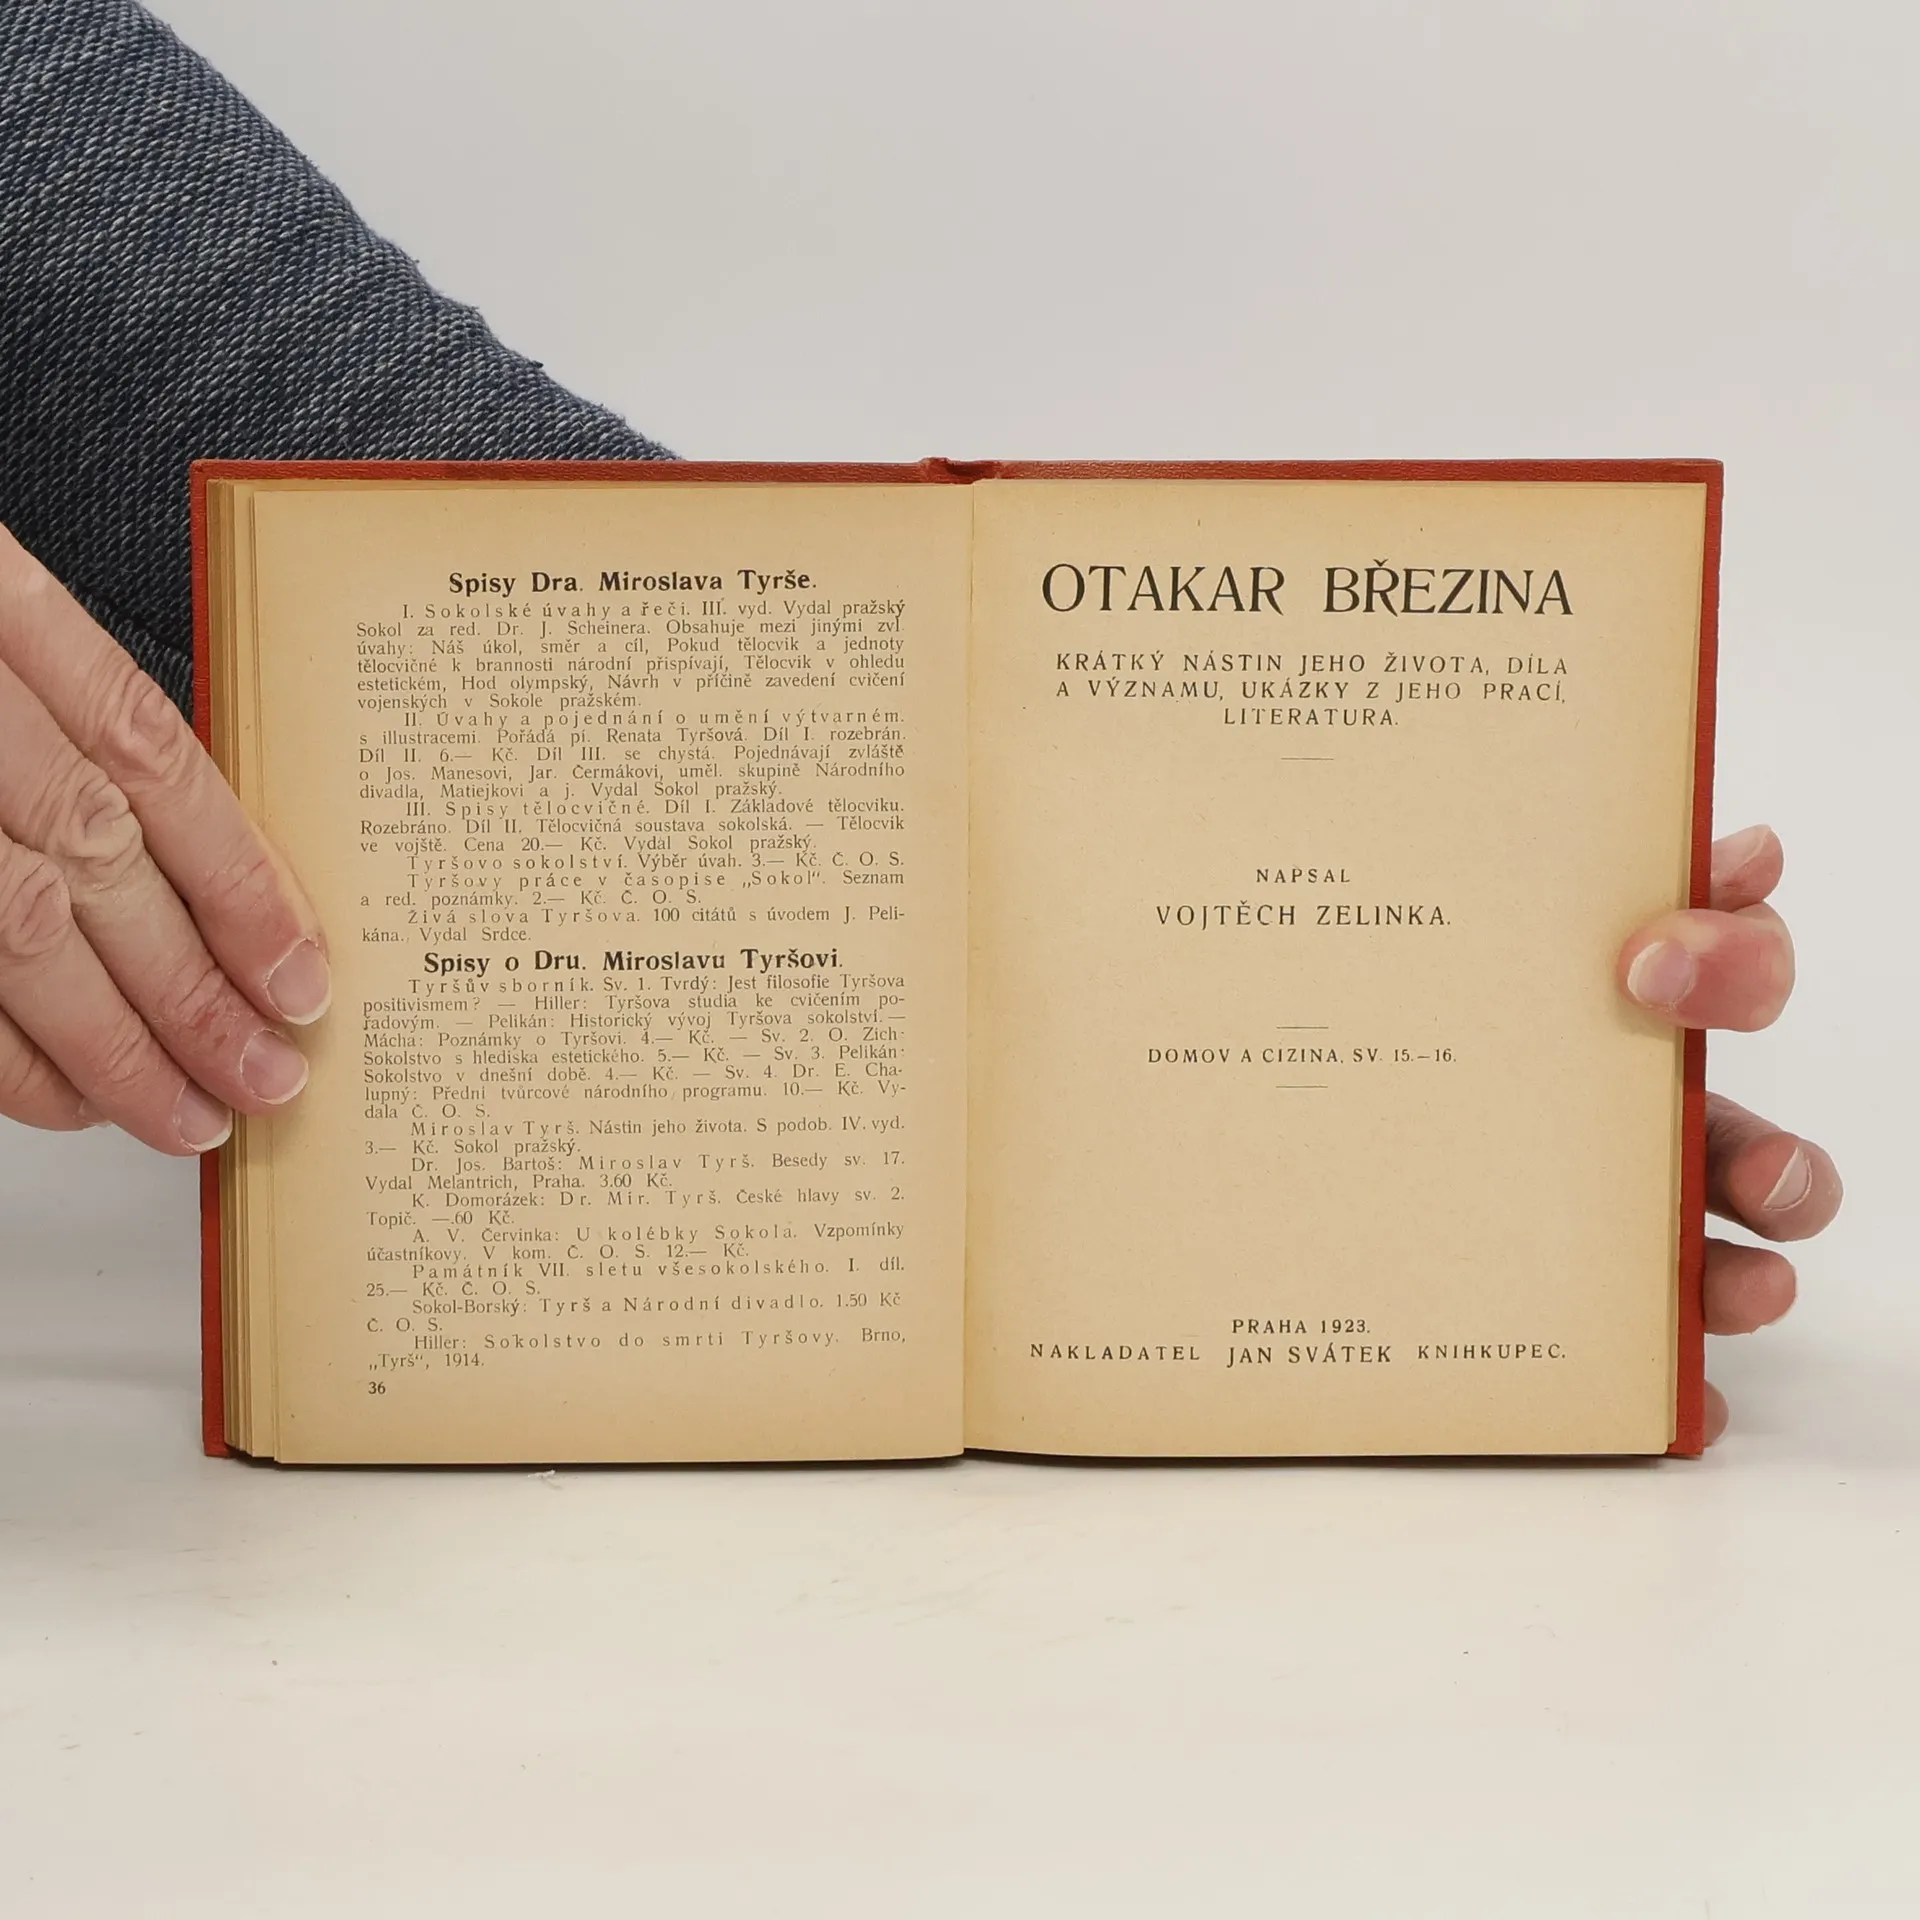 Spisy Dra. Miroslava Tyrše.
I. Sokolské úvahy a řeči. III. vyd. Vydal pražský
Sokol za red. Dr. J. Scheinera. Obsahuje mezi jinými zvl.
úvahy: Náš úkol, směr a cíl, Pokud tělocvik a jednoty
tělocvičné k brannosti národní přispívají, Tělocvik v ohledu
estetickém, Hod olympský, Návrh v příčině zavedení cvičení
vojenských v Sokole pražském.
II. Úvahy a pojednání o umění výtvarném.
s illustracemi. Pořádá pí. Renata Tyršová. Díl I. rozebrán.
Díl II. 6.— Kč. Díl III. se chystá. Pojednávají zvláště
o Jos. Manesovi, Jar. Čermákovi, uměl. skupině Národního
divadla, Matiejkovi a j. Vydal Sokol pražský.
III. Spisy tělocvičné. Díl I. Základové tělocviku.
Rozebráno. Díl II. Tělocvičná soustava sokolská. — Tělocvik
ve vojště. Cena 20.— Kč. Vydal Sokol pražský.
Tyršovo sokolství. Výběr úvah. 3.— Kč. Č. O. S.
Tyršovy práce v časopise „Sokol“. Seznam
a red. poznámky. 2.— Kč. Č. O. S.
Živá slova Tyršova. 100 citátů s úvodem J. Peli-
kána. Vydal Srdce.
Spisy o Dru. Miroslavu Tyršovi.
Tyršův sborník. Sv. 1. Tvrdý: Jest filosofie Tyršova
positivismem? — Hiller: Tyršova studia ke cvičením po-
řadovým. — Pelikán: Historický vývoj Tyršova sokolství. —
Mácha: Poznámky o Tyršovi. 4.— Kč. — Sv. 2. O. Zich:
Sokolstvo s hlediska estetického. 5.— Kč. — Sv. 3. Pelikán:
Sokolstvo v dnešní době. 4.— Kč. — Sv. 4. Dr. E. Cha-
lupný: Přední tvůrcové národního programu. 10.— Kč. Vy-
dala Č. O. S.
Miroslav Tyrš. Nástin jeho života. S podob. IV. vyd.
3.— Kč. Sokol pražský.
Dr. Jos. Bartoš: Miroslav Tyrš. Besedy sv. 17.
Vydal Melantrich, Praha. 3.60 Kč.
K. Domorázek: Dr. Mir. Tyrš. České hlavy sv. 2.
Topič. —.60 Kč.
A. V. Červinka: U kolébky Sokola. Vzpomínky
účastníkovy. V kom. Č. O. S. 12.— Kč.
Památník VII. sletu všesokolského. I. díl.
25.— Kč. Č. O. S.
Sokol-Borský: Tyrš a Národní divadlo. 1.50 Kč
Č. O. S.
Hiller: Sokolstvo do smrti Tyršovy. Brno,
„Tyrš“, 1914.
36
OTAKAR BŘEZINA
KRÁTKÝ NÁSTIN JEHO ŽIVOTA, DÍLA
A VÝZNAMU, UKÁZKY Z JEHO PRACÍ,
LITERATURA.
NAPSAL
VOJTĚCH ZELINKA.
DOMOV A CIZINA, SV. 15.—16.
PRAHA 1923.
NAKLADATEL JAN SVÁTEK KNIHKUPEC.